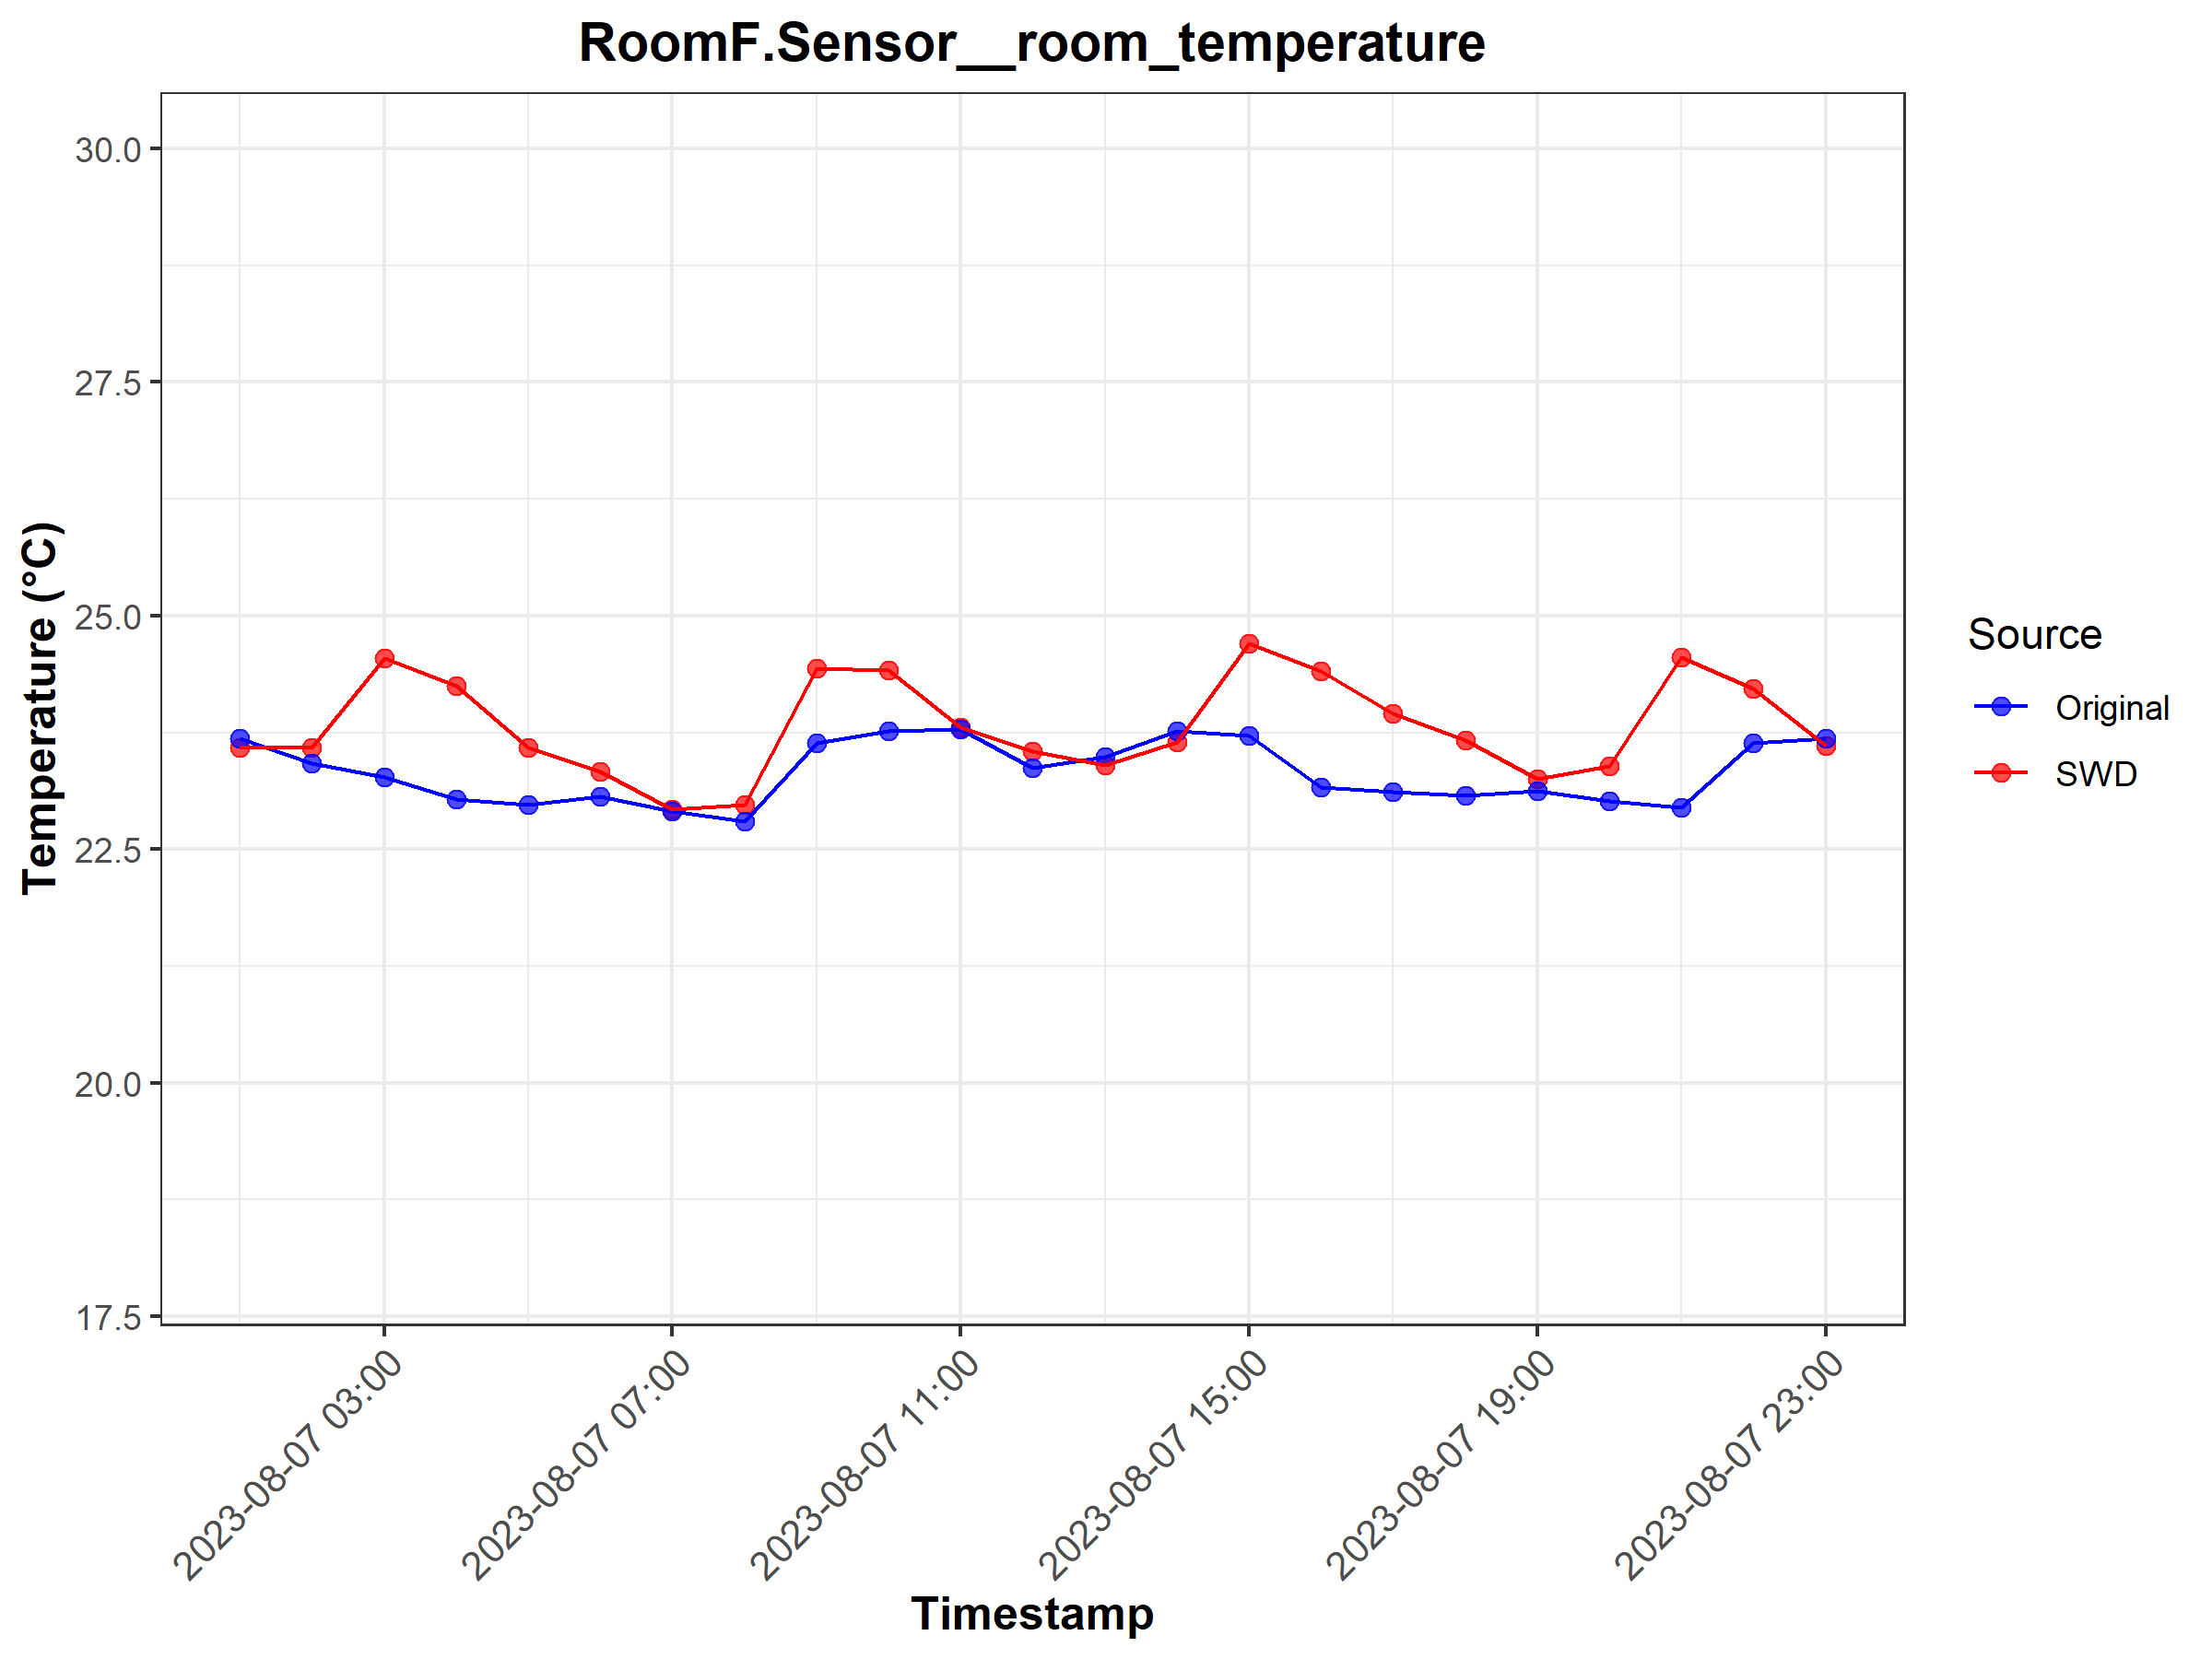 RoomF.Sensor__room_temperature
Temperature (°C)
30.0
27.5
25.0
22.5
20.0
17.5
2023-08-07 03:00
2023-08-07 07:00
2023-08-07 11:00
2023-08-07 15:00
2023-08-07 19:00
2023-08-07 23:00
Timestamp
Source
Original
SWD